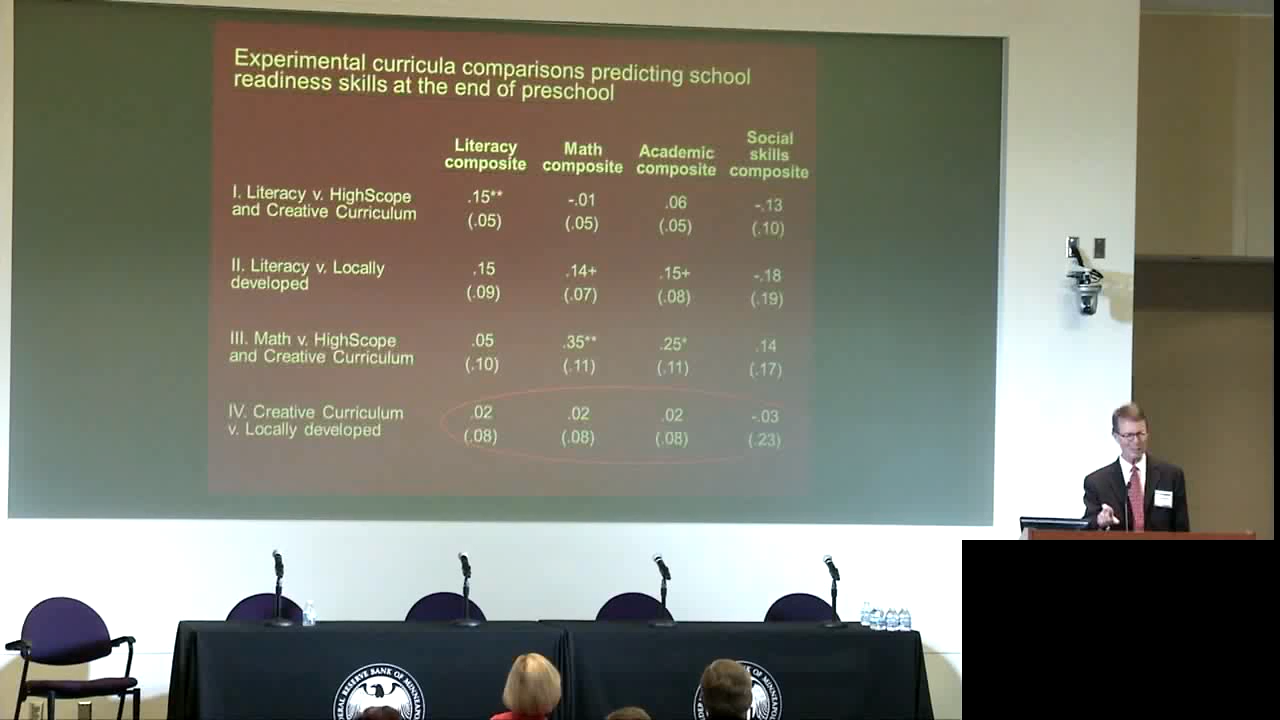 Experimental curricula comparisons predicting school
readiness skills at the end of preschool
Literacy composite
Math composite
Academic composite
Social skills composite
I. Literacy v. HighScope
and Creative Curriculum
.15** -.01 .06 -.13
(.05) (.05) (.05) (.10)
II. Literacy v. Locally
developed
.15 .14+ .15+ -.18
(.09) (.07) (.08) (.19)
III. Math v. HighScope
and Creative Curriculum
.05 .35** .25* .14
(.10) (.11) (.11) (.17)
IV. Creative Curriculum
v. Locally developed
.02 .02 .02 -.03
(.08) (.08) (.08) (.23)
RESERVE BANK OF